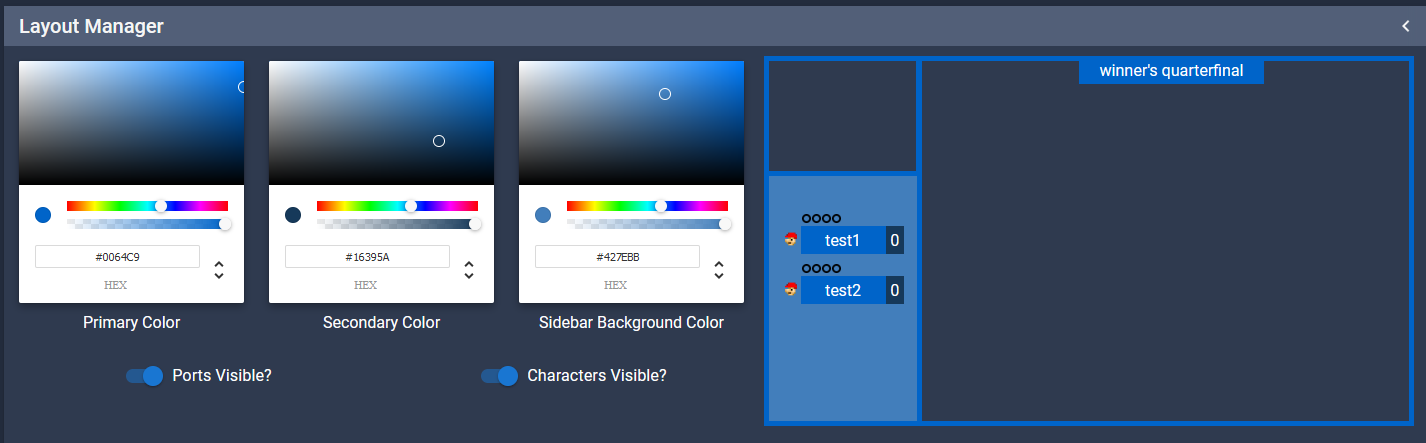 Layout Manager
winner's quarterfinal
#0064C9
HEX
Primary Color
#16395A
HEX
Secondary Color
#427EBB
HEX
Sidebar Background Color
Ports Visible?
Characters Visible?
test1 0
test2 0